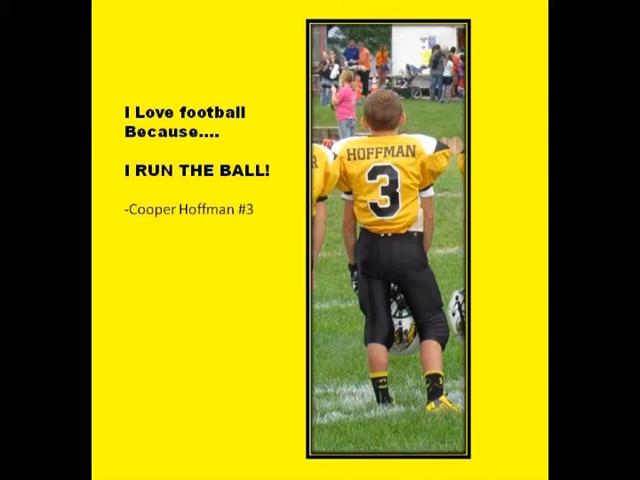 I Love football
Because....
I RUN THE BALL!
-Cooper Hoffman #3
HOFFMAN
3
R